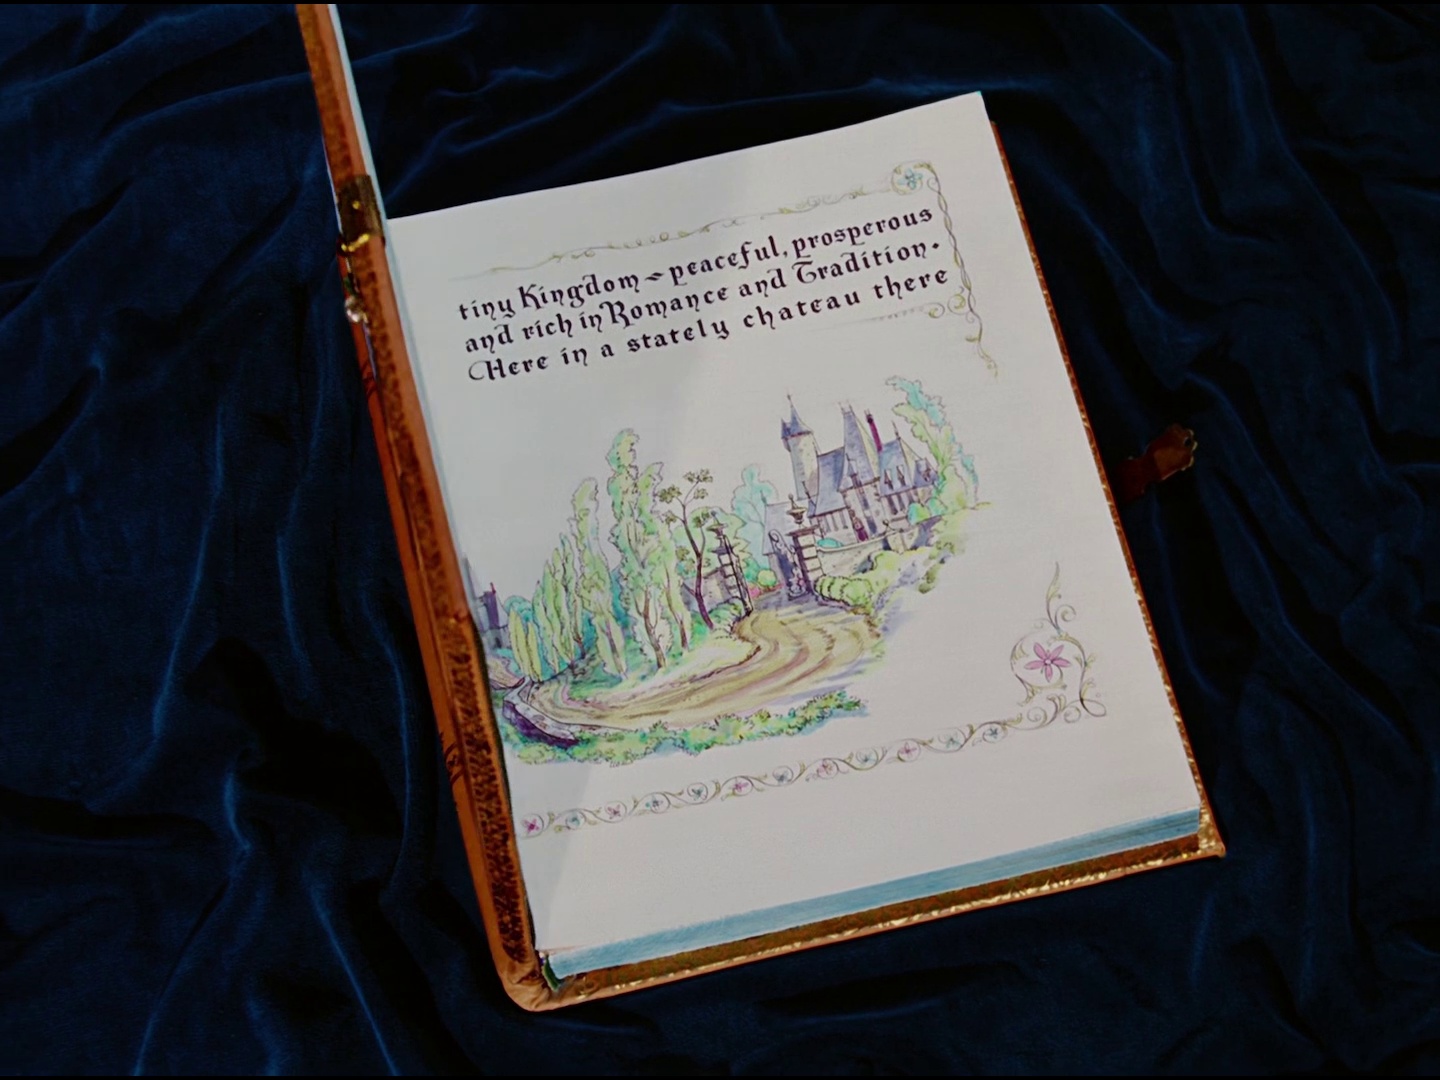 tiny Kingdom - peaceful, prosperous
and rich in Romance and Tradition.
Here in a stately chateau there